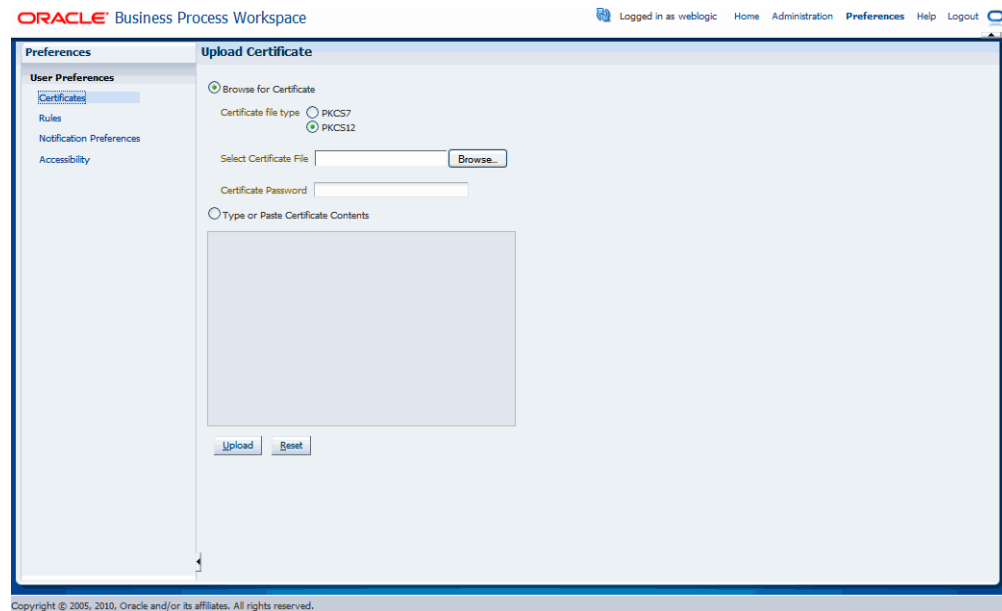 ORACLE Business Process Workspace
Logged in as weblogic Home Administration Preferences Help Logout
Preferences
User Preferences
Certificates
Rules
Notification Preferences
Accessibility
Upload Certificate
Browse for Certificate
Certificate file type PKCS7
PKCS12
Select Certificate File Browse...
Certificate Password
Type or Paste Certificate Contents
Upload Reset
Copyright © 2005, 2010, Oracle and/or its affiliates. All rights reserved.